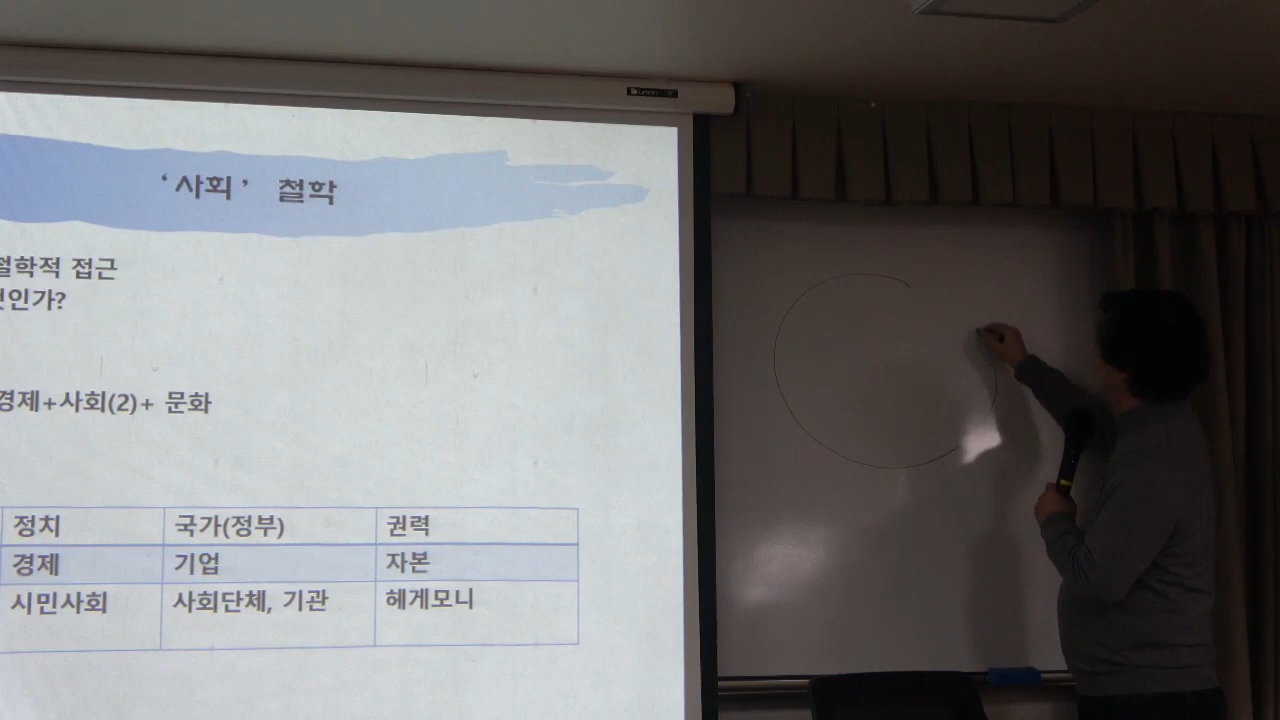 ‘사회’ 철학
철학적 접근
것인가?
경제+사회(2)+ 문화
정치 국가(정부) 권력
경제 기업 자본
시민사회 사회단체, 기관 헤게모니